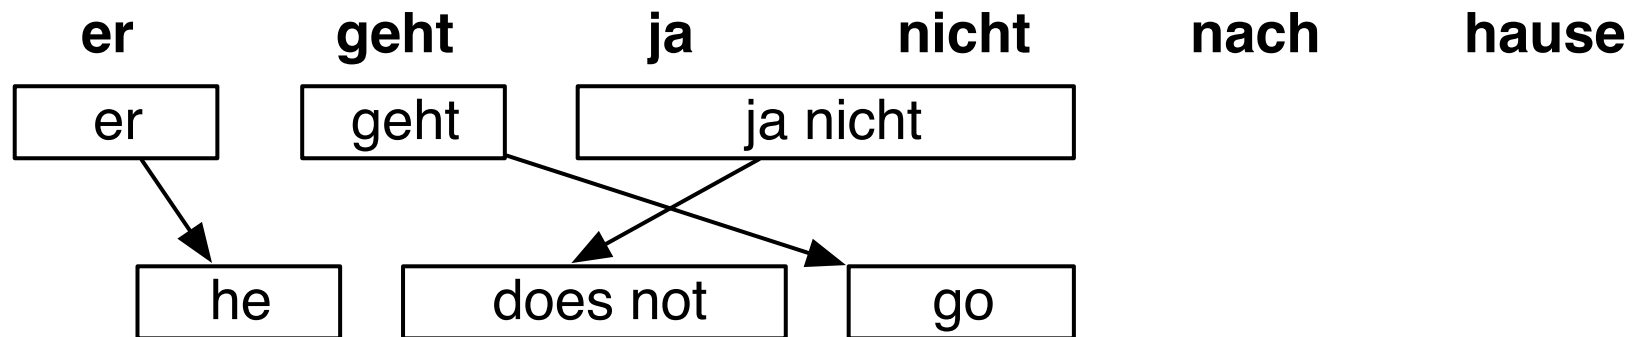 er geht ja nicht nach hause
er geht ja nicht
he does not go